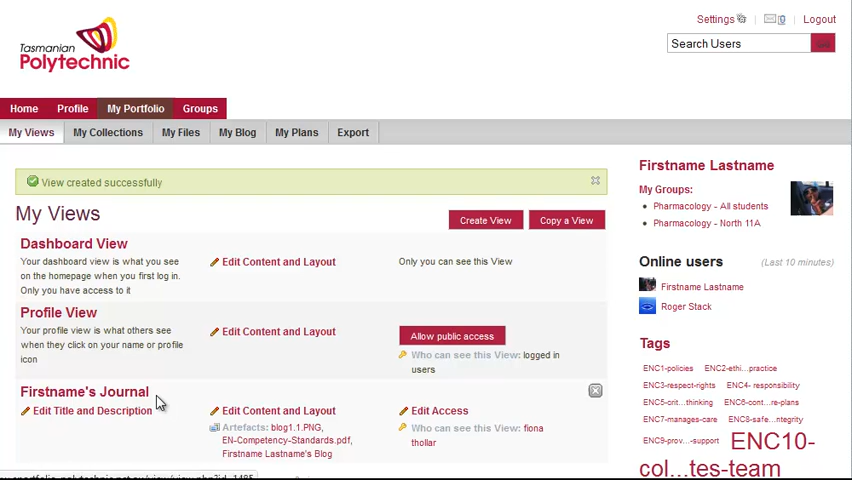 Settings
Logout
Tasmanian
Polytechnic
Search Users
Home Profile My Portfolio Groups
My Views My Collections My Files My Blog My Plans Export
View created successfully
My Views
Create View Copy a View
Dashboard View
Your dashboard view is what you see
on the homepage when you first log in.
Only you have access to it
Edit Content and Layout
Only you can see this View
Profile View
Your profile view is what others see
when they click on your name or profile
icon
Edit Content and Layout
Allow public access
Who can see this View: logged in
users
Firstname's Journal
Edit Title and Description
Edit Content and Layout
Artefacts: blog1.1.PNG,
EN-Competency-Standards.pdf,
Firstname Lastname's Blog
Edit Access
Who can see this View: fiona
thollar
Firstname Lastname
My Groups:
Pharmacology - All students
Pharmacology - North 11A
Online users (Last 10 minutes)
Firstname Lastname
Roger Stack
Tags
ENC1-policies ENC2-ethi...practice
ENC3-respect-rights ENC4- responsibility
ENC5-crit...thinking ENC6-cont...re-plans
ENC7-manages-care ENC8-safe...ntegrity
ENC9-prov...-support ENC10-
col...tes-team